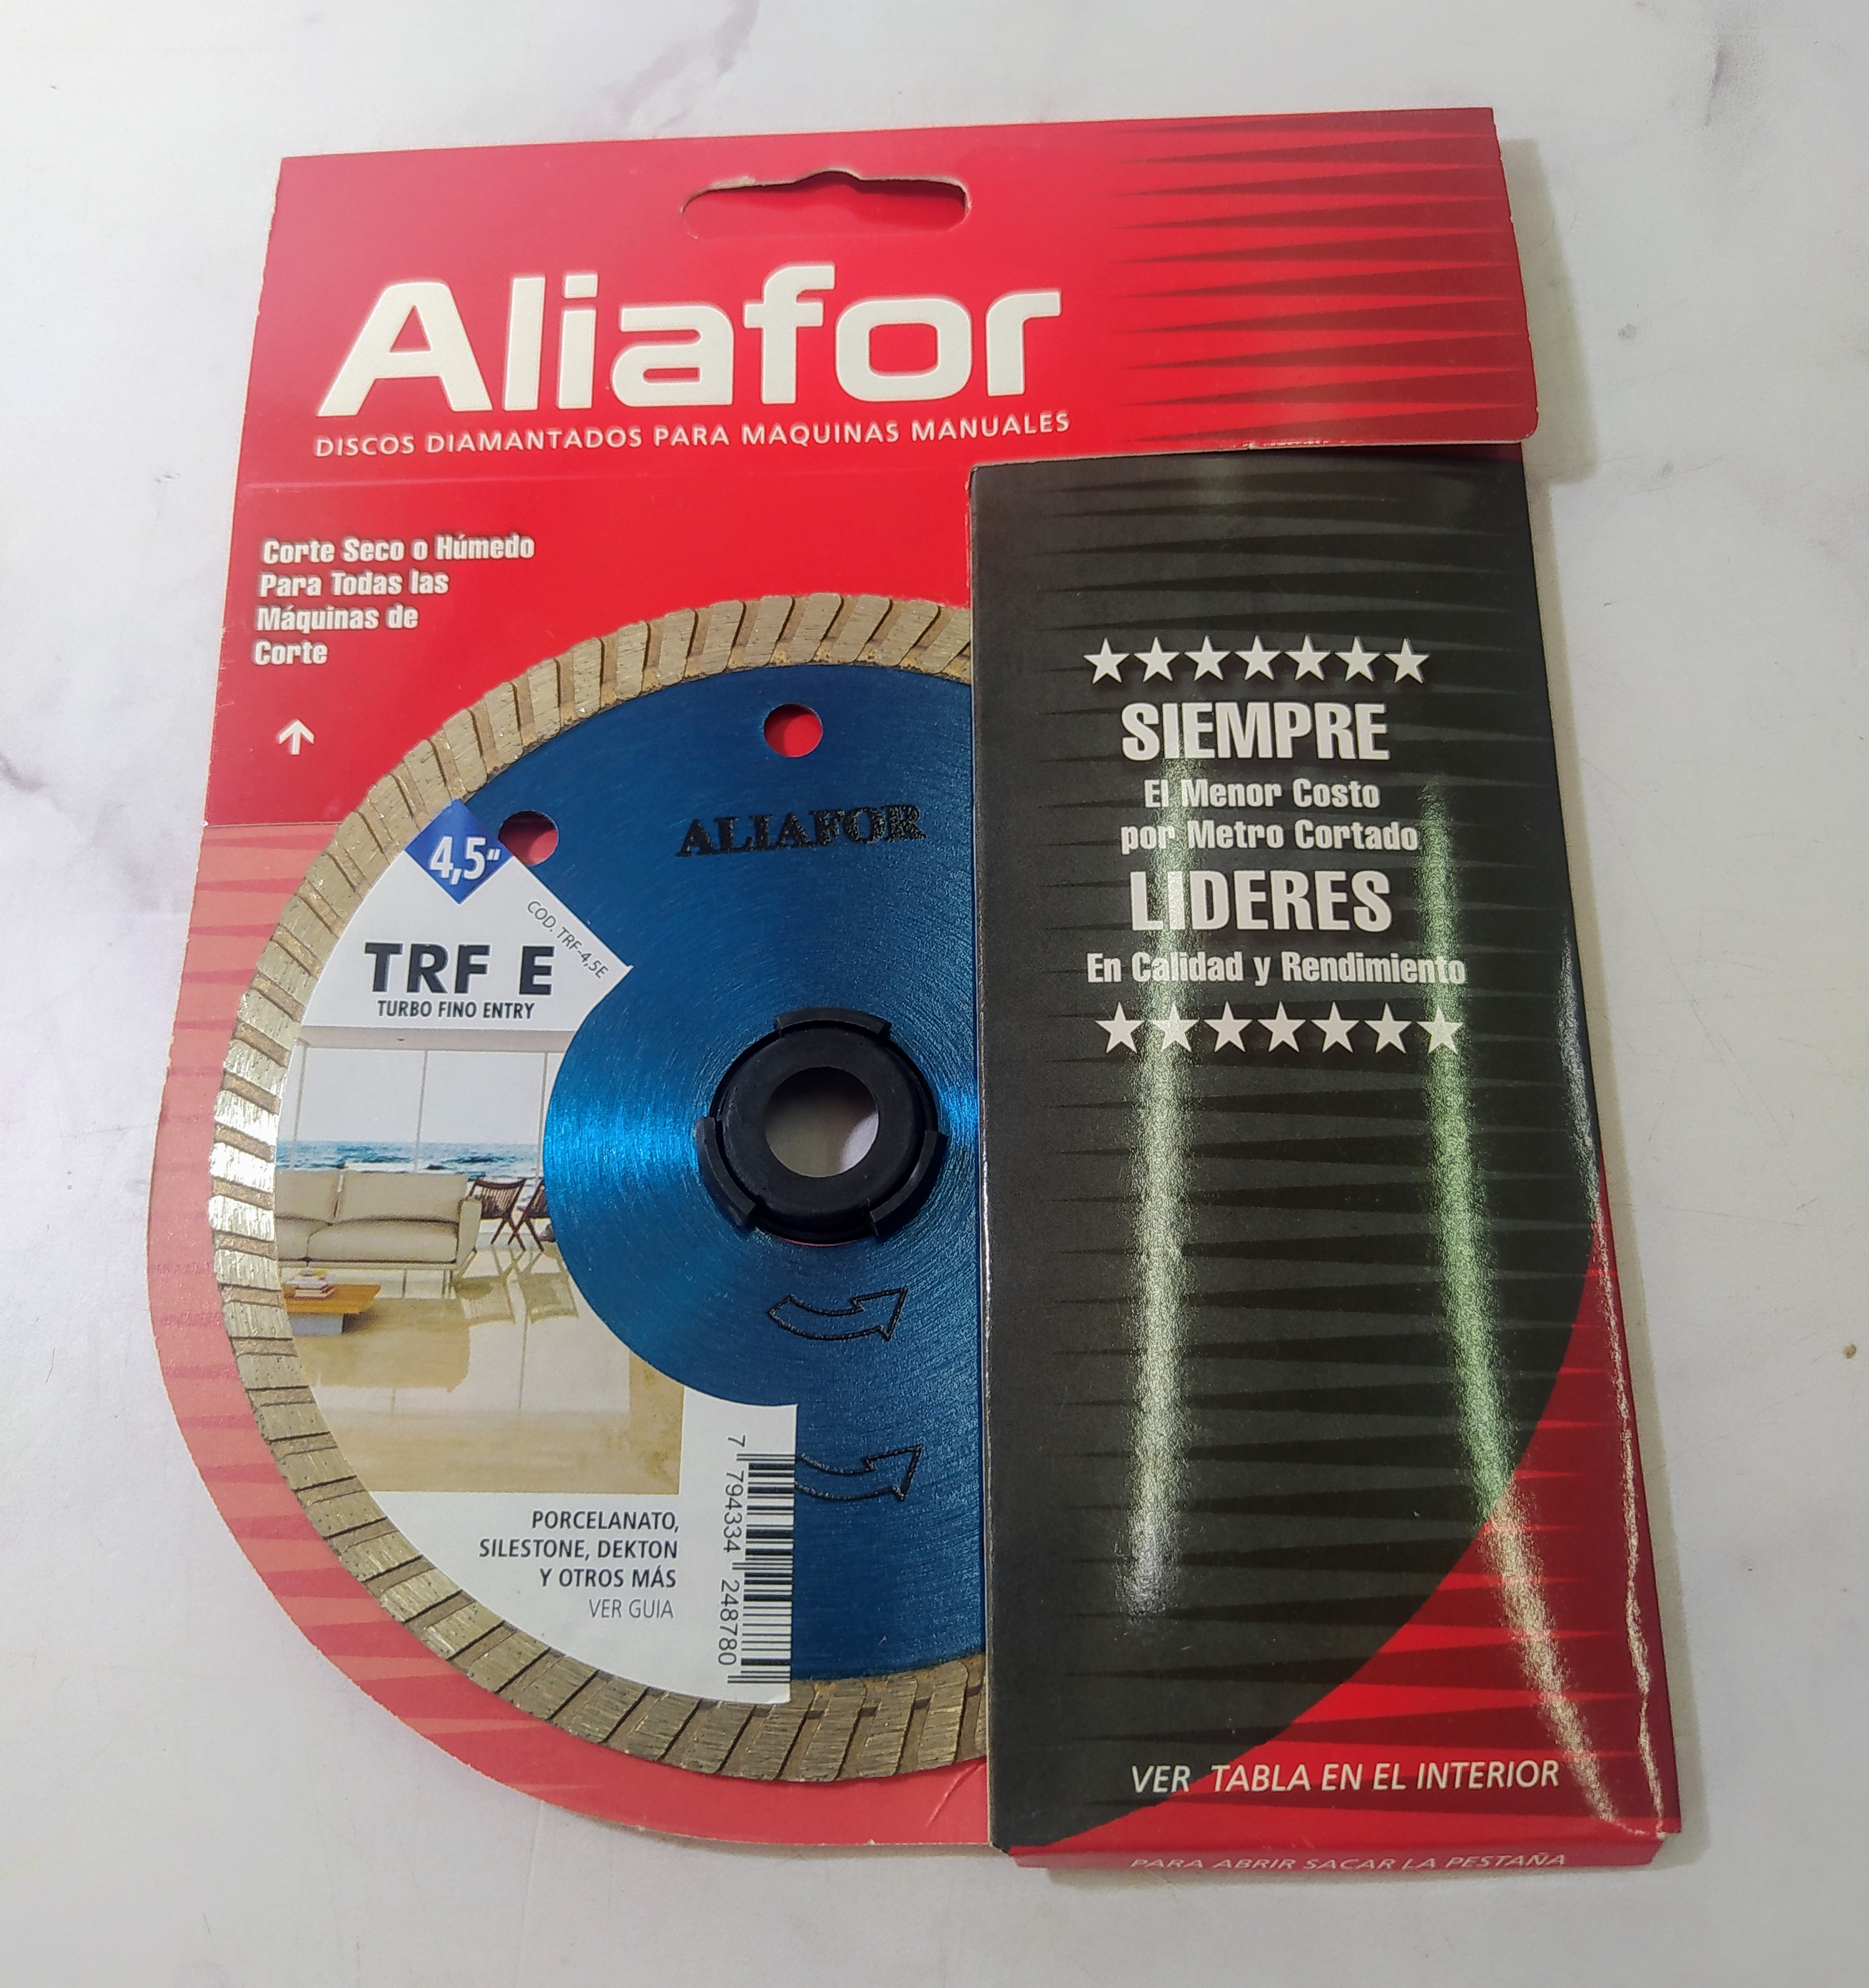 Aliafor
DISCOS DIAMANTADOS PARA MAQUINAS MANUALES
Corte Seco o Húmedo
Para Todas las
Máquinas de
Corte
ALIAFOR
4,5"
COD. TRF-4,5E
TRF E
TURBO FINO ENTRY
PORCELANATO,
SILESTONE, DEKTON
Y OTROS MÁS
VER GUIA
7 794334 248780
SIEMPRE
El Menor Costo
por Metro Cortado
LIDERES
En Calidad y Rendimiento
VER TABLA EN EL INTERIOR
PARA ABRIR SACAR LA PESTAÑA